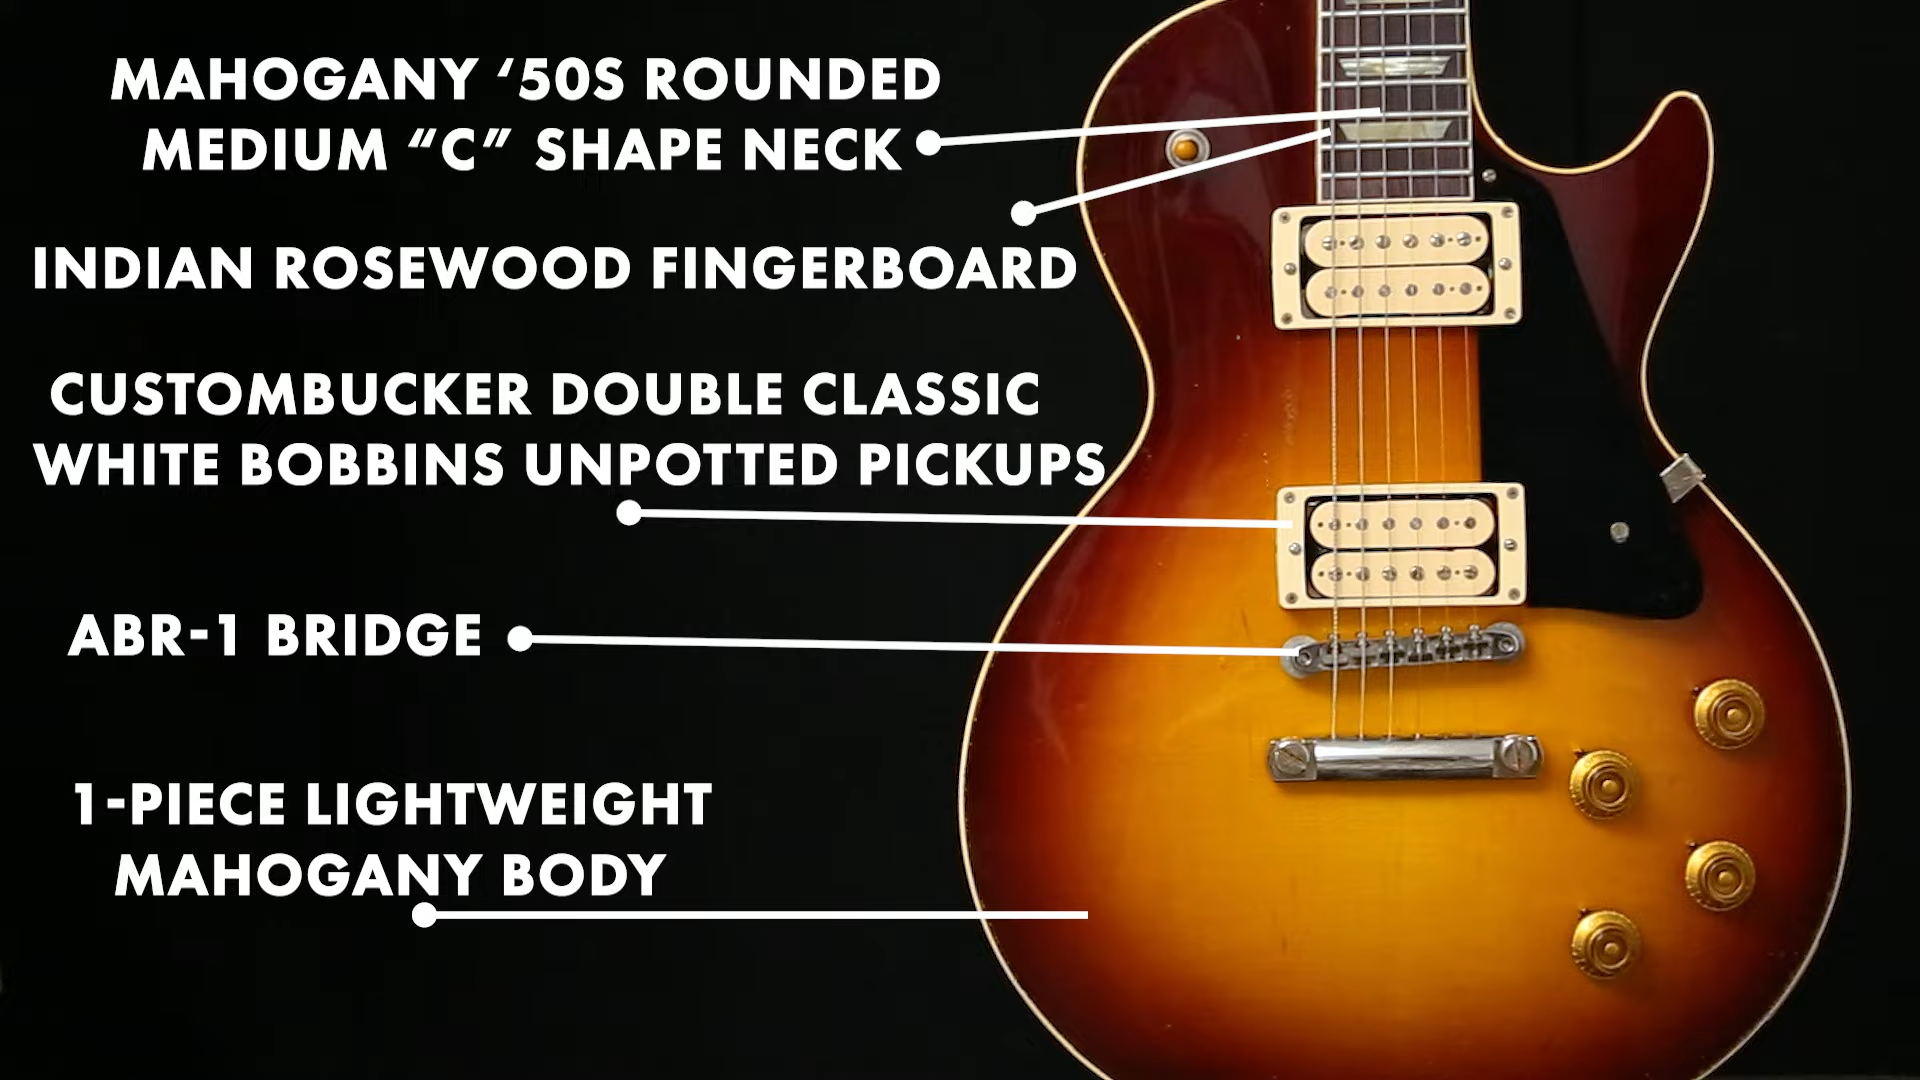 MAHOGANY ‘50S ROUNDED
MEDIUM “C” SHAPE NECK
INDIAN ROSEWOOD FINGERBOARD
CUSTOMBUCKER DOUBLE CLASSIC
WHITE BOBBINS UNPOTTED PICKUPS
ABR-1 BRIDGE
1-PIECE LIGHTWEIGHT
MAHOGANY BODY